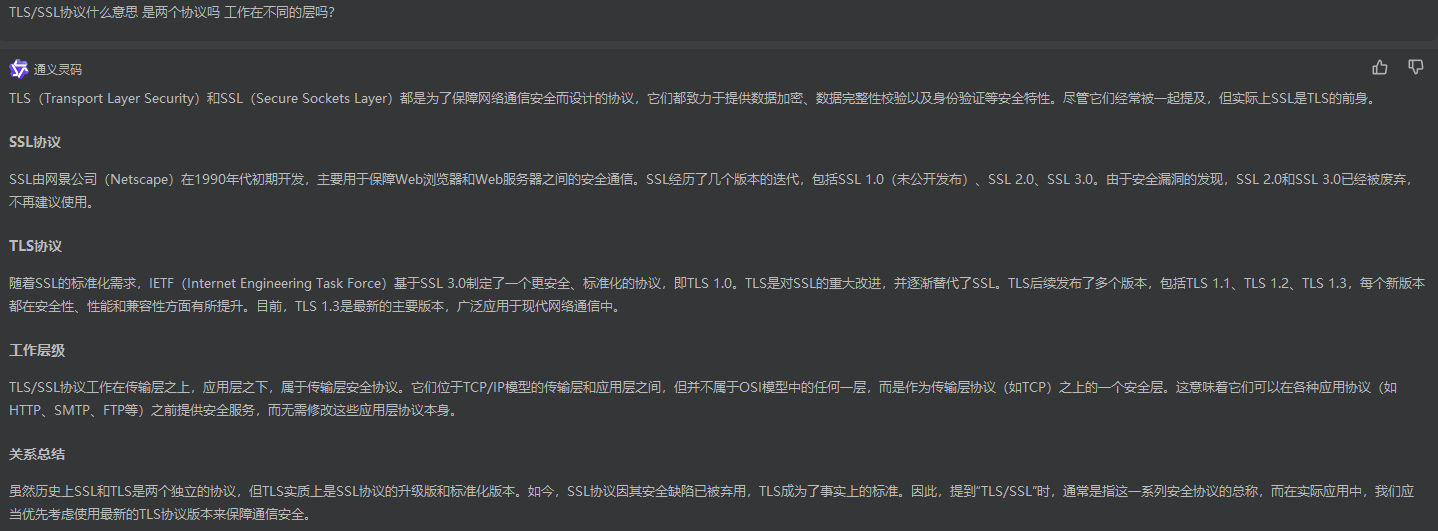 TLS/SSL协议什么意思 是两个协议吗 工作在不同的层吗?
通义灵码
TLS（Transport Layer Security）和SSL（Secure Sockets Layer）都是为了保障网络通信安全而设计的协议，它们都致力于提供数据加密、数据完整性校验以及身份验证等安全特性。尽管它们经常被一起提及，但实际上SSL是TLS的前身。
SSL协议
SSL由网景公司（Netscape）在1990年代初期开发，主要用于保障Web浏览器和Web服务器之间的安全通信。SSL经历了几个版本的迭代，包括SSL 1.0（未公开发布）、SSL 2.0、SSL 3.0。由于安全漏洞的发现，SSL 2.0和SSL 3.0已经被废弃，
不再建议使用。
TLS协议
随着SSL的标准化需求，IETF（Internet Engineering Task Force）基于SSL 3.0制定了一个更安全、标准化的协议，即TLS 1.0。TLS是对SSL的重大改进，并逐渐替代了SSL。TLS后续发布了多个版本，包括TLS 1.1、TLS 1.2、TLS 1.3，每个新版本
都在安全性、性能和兼容性方面有所提升。目前，TLS 1.3是最新的主要版本，广泛应用于现代网络通信中。
工作层级
TLS/SSL协议工作在传输层之上，应用层之下，属于传输层安全协议。它们位于TCP/IP模型的传输层和应用层之间，但并不属于OSI模型中的任何一层，而是作为传输层协议（如TCP）之上的一个安全层。这意味着它们可以在各种应用协议（如
HTTP、SMTP、FTP等）之前提供安全服务，而无需修改这些应用层协议本身。
关系总结
虽然历史上SSL和TLS是两个独立的协议，但TLS实质上是SSL协议的升级版和标准化版本。如今，SSL协议因其安全缺陷已被弃用，TLS成为了事实上的标准。因此，提到“TLS/SSL”时，通常是指这一系列安全协议的总称，而在实际应用中，我们应
当优先考虑使用最新的TLS协议版本来保障通信安全。